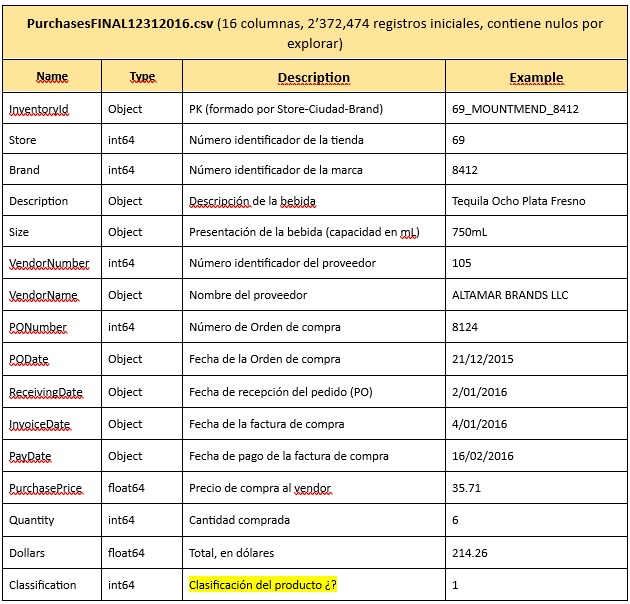 PurchasesFINAL12312016.csv (16 columnas, 2’372,474 registros iniciales, contiene nulos por
explorar)
Name Type Description Example
InventoryId Object PK (formado por Store-Ciudad-Brand) 69_MOUNTMEND_8412
Store int64 Número identificador de la tienda 69
Brand int64 Número identificador de la marca 8412
Description Object Descripción de la bebida Tequila Ocho Plata Fresno
Size Object Presentación de la bebida (capacidad en mL) 750mL
VendorNumber int64 Número identificador del proveedor 105
VendorName Object Nombre del proveedor ALTAMAR BRANDS LLC
PONumber int64 Número de Orden de compra 8124
PODate Object Fecha de la Orden de compra 21/12/2015
ReceivingDate Object Fecha de recepción del pedido (PO) 2/01/2016
InvoiceDate Object Fecha de la factura de compra 4/01/2016
PayDate Object Fecha de pago de la factura de compra 16/02/2016
PurchasePrice float64 Precio de compra al vendor 35.71
Quantity int64 Cantidad comprada 6
Dollars float64 Total, en dólares 214.26
Classification int64 Clasificación del producto ¿? 1